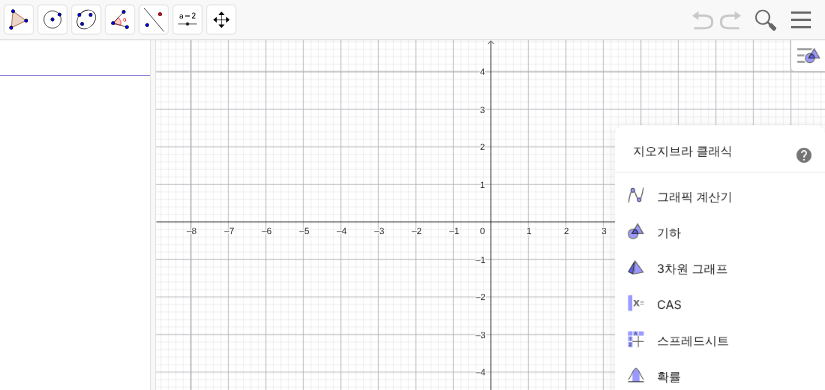 a=2
4
3
2
1
–8 –7 –6 –5 –4 –3 –2 –1 0 1 2 3
–1
–2
–3
–4
지오지브라 클래식 ?
그래픽 계산기
기하
3차원 그래프
x= CAS
스프레드시트
확률